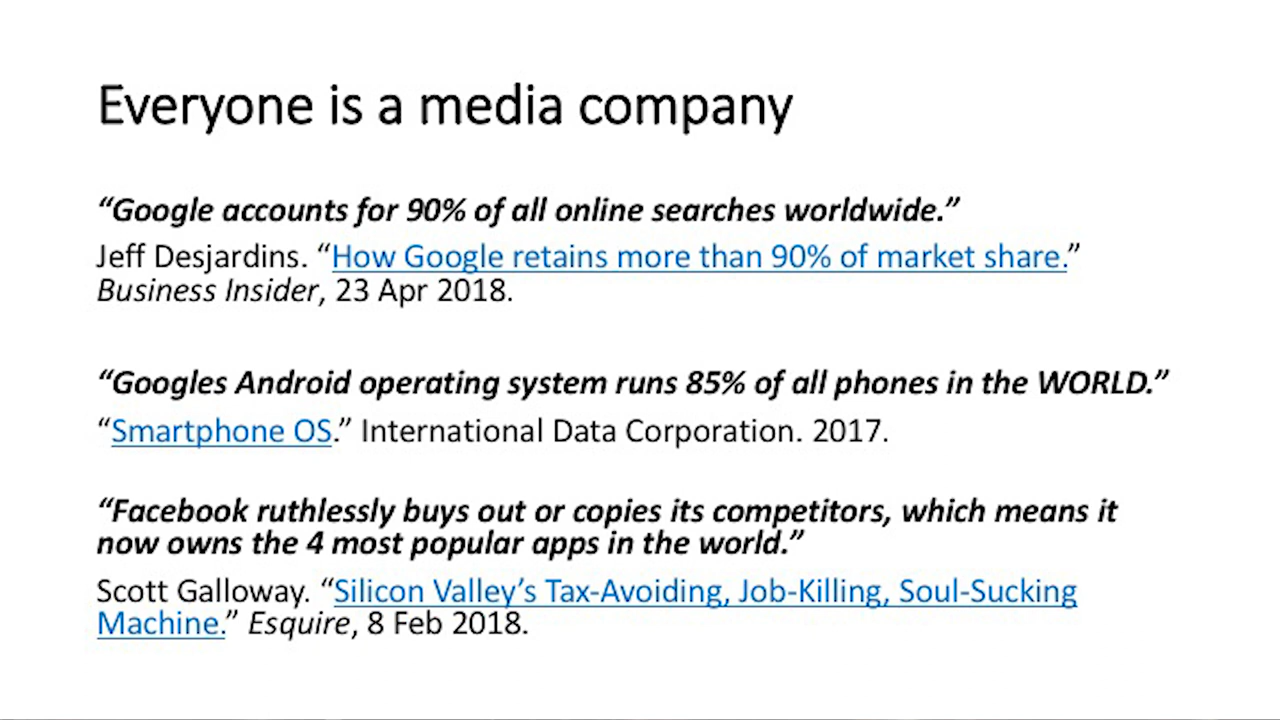 Everyone is a media company
“Google accounts for 90% of all online searches worldwide.”
Jeff Desjardins. “How Google retains more than 90% of market share.”
Business Insider, 23 Apr 2018.
“Googles Android operating system runs 85% of all phones in the WORLD.”
“Smartphone OS.” International Data Corporation. 2017.
“Facebook ruthlessly buys out or copies its competitors, which means it
now owns the 4 most popular apps in the world.”
Scott Galloway. “Silicon Valley’s Tax-Avoiding, Job-Killing, Soul-Sucking
Machine.” Esquire, 8 Feb 2018.